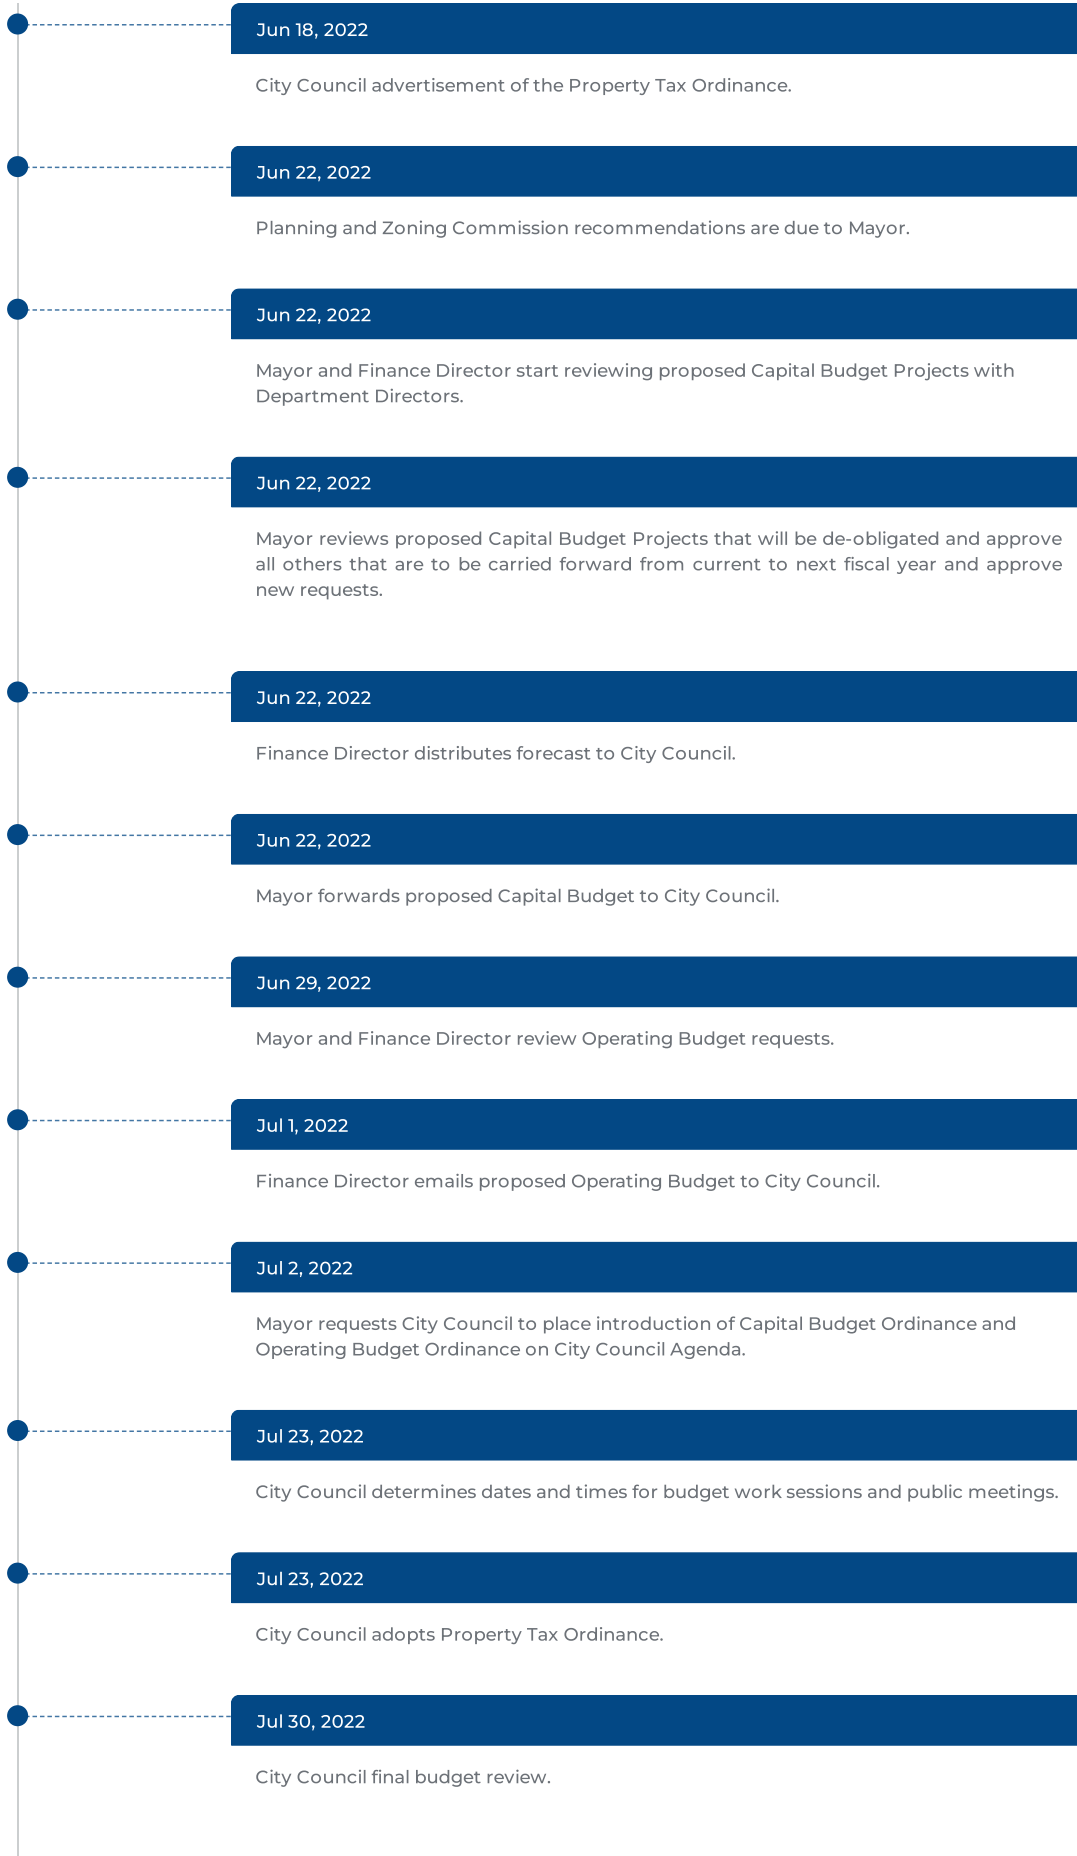 Jun 18, 2022
City Council advertisement of the Property Tax Ordinance.
Jun 22, 2022
Planning and Zoning Commission recommendations are due to Mayor.
Jun 22, 2022
Mayor and Finance Director start reviewing proposed Capital Budget Projects with
Department Directors.
Jun 22, 2022
Mayor reviews proposed Capital Budget Projects that will be de-obligated and approve
all others that are to be carried forward from current to next fiscal year and approve
new requests.
Jun 22, 2022
Finance Director distributes forecast to City Council.
Jun 22, 2022
Mayor forwards proposed Capital Budget to City Council.
Jun 29, 2022
Mayor and Finance Director review Operating Budget requests.
Jul 1, 2022
Finance Director emails proposed Operating Budget to City Council.
Jul 2, 2022
Mayor requests City Council to place introduction of Capital Budget Ordinance and
Operating Budget Ordinance on City Council Agenda.
Jul 23, 2022
City Council determines dates and times for budget work sessions and public meetings.
Jul 23, 2022
City Council adopts Property Tax Ordinance.
Jul 30, 2022
City Council final budget review.